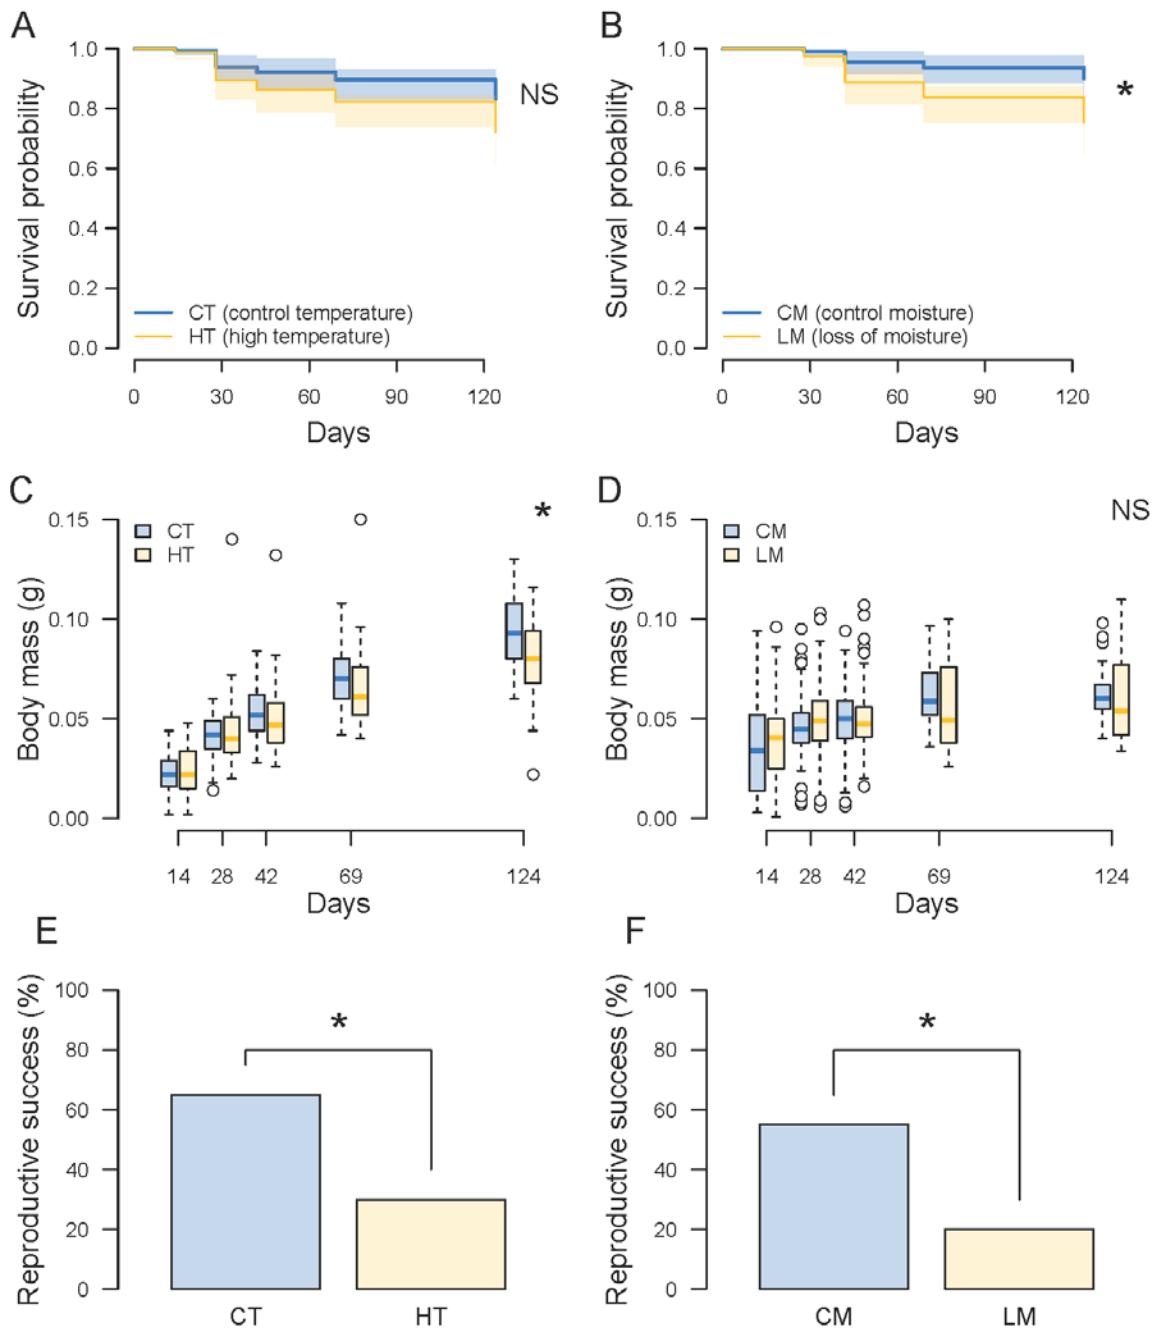 A
Survival probability
1.0
0.8
0.6
0.4
0.2
0.0
NS
CT (control temperature)
HT (high temperature)
0 30 60 90 120
Days
B
Survival probability
1.0
0.8
0.6
0.4
0.2
0.0
*
CM (control moisture)
LM (loss of moisture)
0 30 60 90 120
Days
C
Body mass (g)
0.15
0.10
0.05
0.00
CT
HT
*
14 28 42 69 124
Days
D
Body mass (g)
0.15
0.10
0.05
0.00
CM
LM
NS
14 28 42 69 124
Days
E
Reproductive success (%)
100
80
60
40
20
0
*
CT HT
F
Reproductive success (%)
100
80
60
40
20
0
*
CM LM